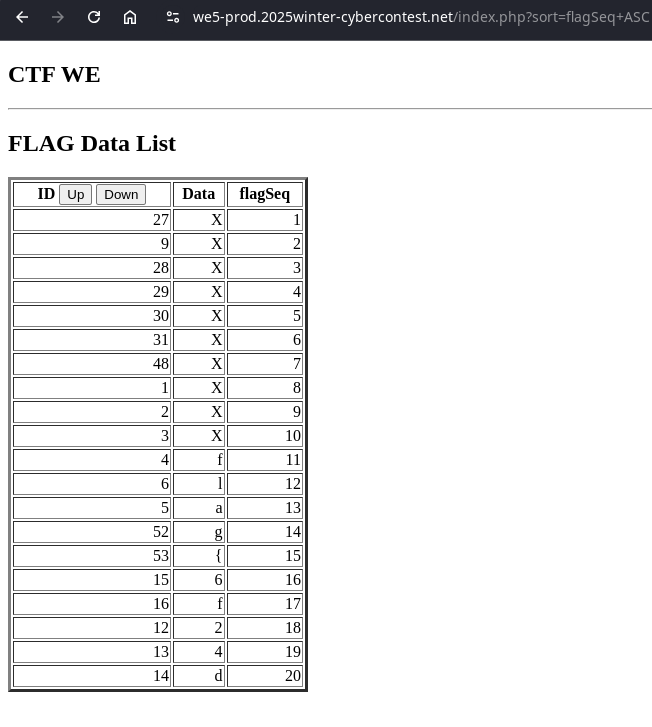 we5-prod.2025winter-cybercontest.net/index.php?sort=flagSeq+ASC
CTF WE
FLAG Data List
ID Up Down Data flagSeq
27 X 1
9 X 2
28 X 3
29 X 4
30 X 5
31 X 6
48 X 7
1 X 8
2 X 9
3 X 10
4 f 11
6 l 12
5 a 13
52 g 14
53 { 15
15 6 16
16 f 17
12 2 18
13 4 19
14 d 20